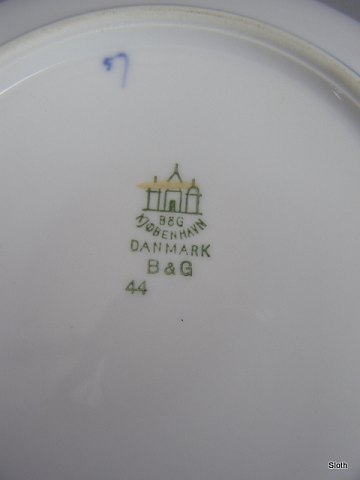 57
B&G
KJØBENHAVN
DANMARK
B & G
44
Sloth